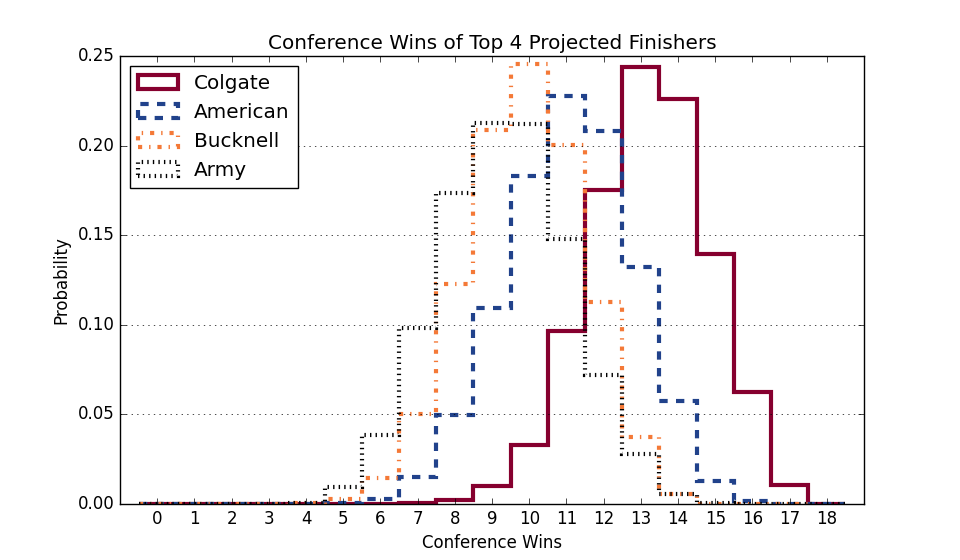 Conference Wins of Top 4 Projected Finishers
Colgate
American
Bucknell
Army
Probability
0.25
0.20
0.15
0.10
0.05
0.00
0 1 2 3 4 5 6 7 8 9 10 11 12 13 14 15 16 17 18
Conference Wins